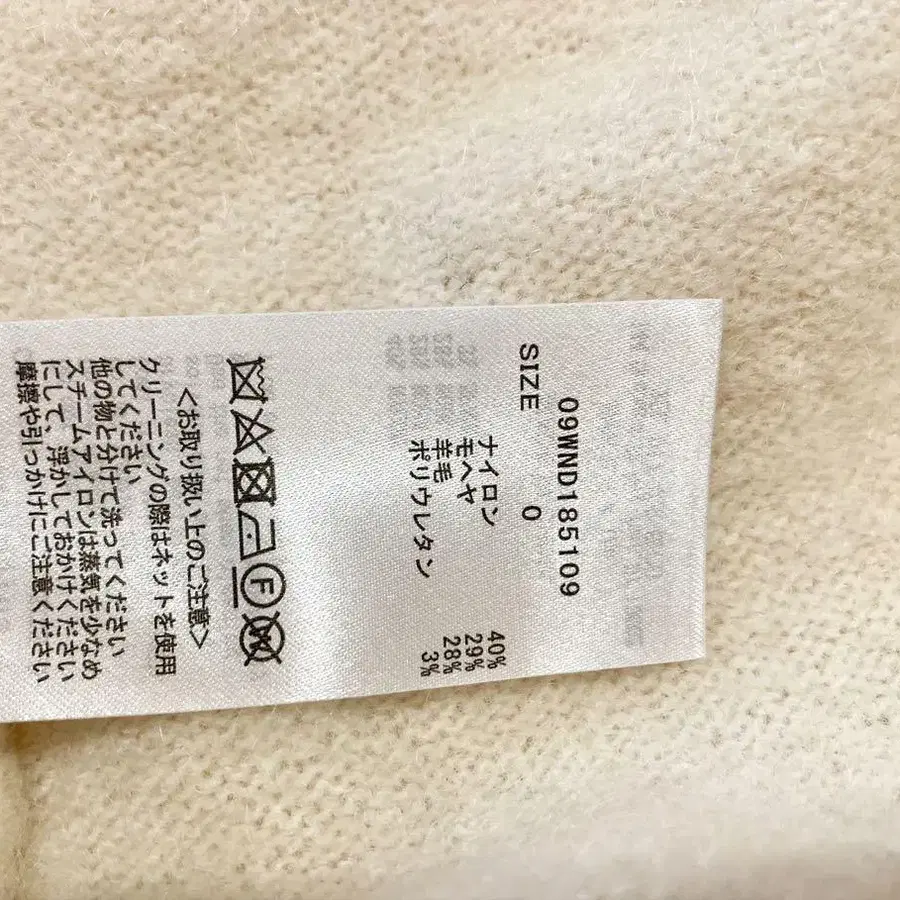 09WND185109
SIZE 0
ナイロン 40%
モヘヤ 29%
羊毛 28%
ポリウレタン 3%
<お取り扱い上のご注意>
クリーニングの際はネットを使用
してください
他の物と分けて洗ってください
スチームアイロンは蒸気を少なめ
にして、浮かしておかけください
摩擦や引っかけにご注意ください